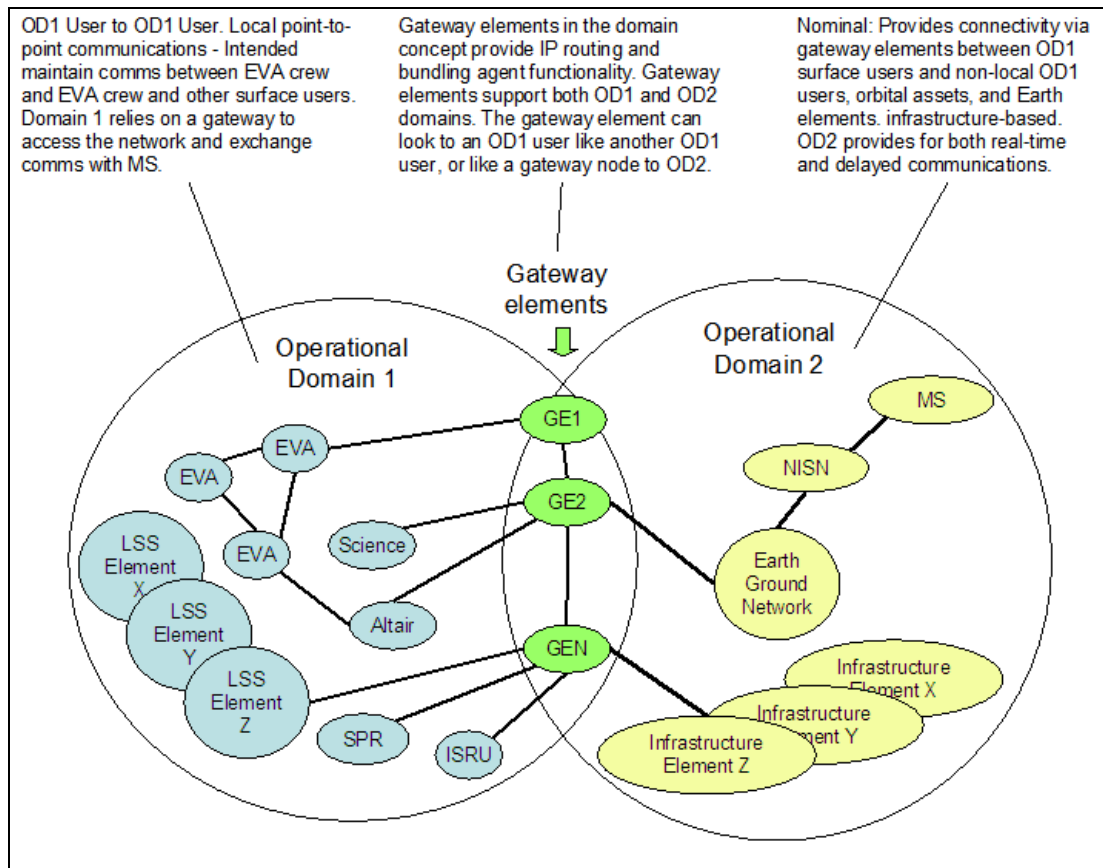 OD1 User to OD1 User. Local point-to-
point communications - Intended
maintain comms between EVA crew
and EVA crew and other surface users.
Domain 1 relies on a gateway to
access the network and exchange
comms with MS.
Gateway elements in the domain
concept provide IP routing and
bundling agent functionality. Gateway
elements support both OD1 and OD2
domains. The gateway element can
look to an OD1 user like another OD1
user, or like a gateway node to OD2.
Nominal: Provides connectivity via
gateway elements between OD1
surface users and non-local OD1
users, orbital assets, and Earth
elements. infrastructure-based.
OD2 provides for both real-time
and delayed communications.
Gateway
elements
Operational
Domain 1
Operational
Domain 2
GE1
MS
EVA
EVA
NISN
GE2
EVA
Science
LSS
Element
X
Earth
Ground
Network
LSS
Element
Y
Altair
GEN
LSS
Element
Z
Infrastructure
Element X
Infrastructure
ment Y
Infrastructure
Element Z
SPR
ISRU